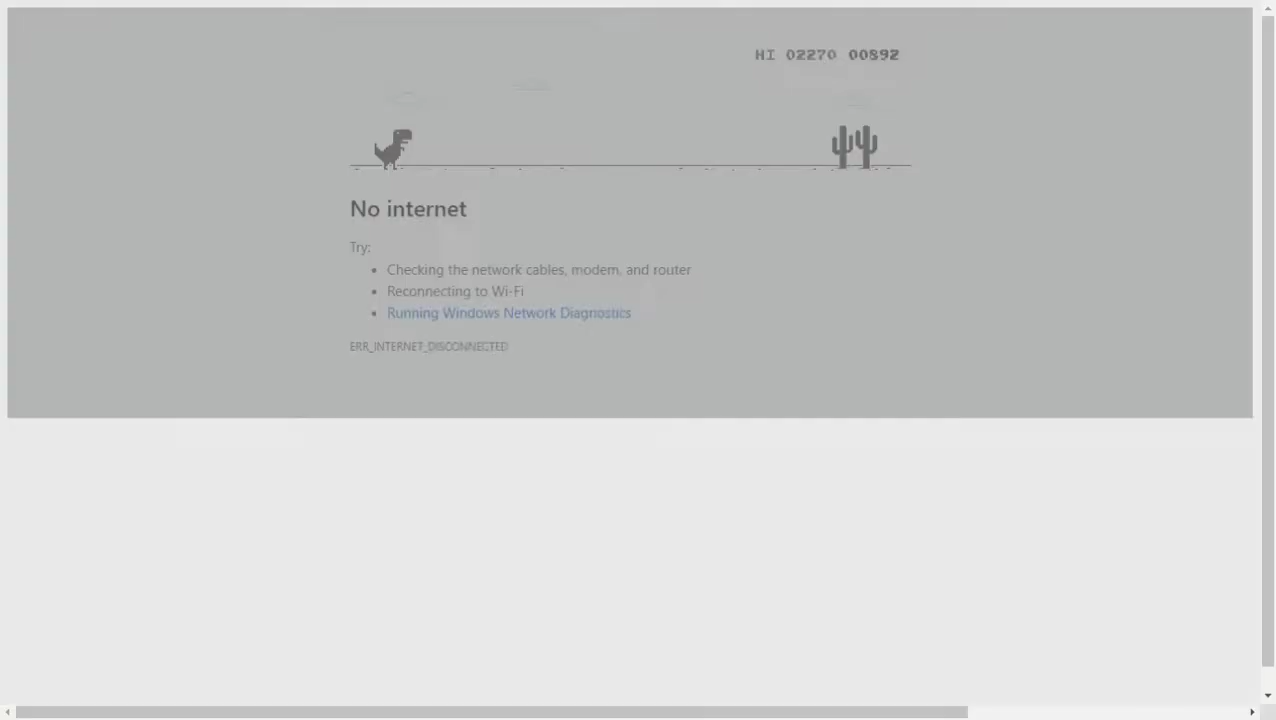 HI 02270 00892
No internet
Try:
• Checking the network cables, modem, and router
• Reconnecting to Wi-Fi
• Running Windows Network Diagnostics
ERR_INTERNET_DISCONNECTED